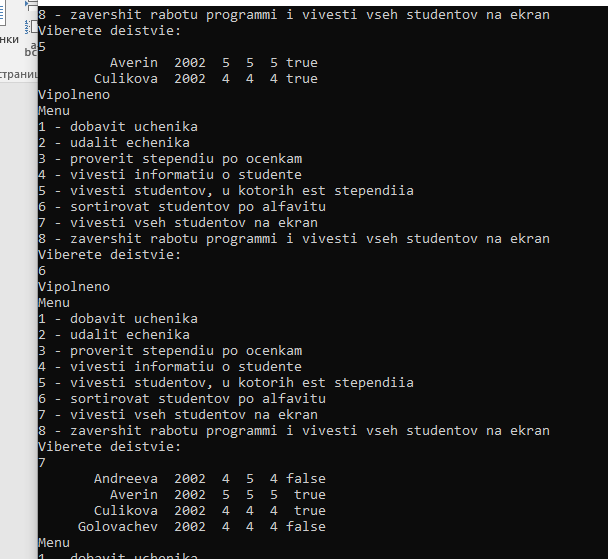 8 - zavershit rabotu programmi i vivesti vseh studentov na ekran
Viberete deistvie:
5
Averin 2002 5 5 5 true
Culikova 2002 4 4 4 true
Vipolneno
Menu
1 - dobavit uchenika
2 - udalit echenika
3 - proverit stependiu po ocenkam
4 - vivesti informatiu o studente
5 - vivesti studentov, u kotorih est stependiia
6 - sortirovat studentov po alfavitu
7 - vivesti vseh studentov na ekran
8 - zavershit rabotu programmi i vivesti vseh studentov na ekran
Viberete deistvie:
6
Vipolneno
Menu
1 - dobavit uchenika
2 - udalit echenika
3 - proverit stependiu po ocenkam
4 - vivesti informatiu o studente
5 - vivesti studentov, u kotorih est stependiia
6 - sortirovat studentov po alfavitu
7 - vivesti vseh studentov na ekran
8 - zavershit rabotu programmi i vivesti vseh studentov na ekran
Viberete deistvie:
7
Andreeva 2002 4 5 4 false
Averin 2002 5 5 5 true
Culikova 2002 4 4 4 true
Golovachev 2002 4 4 4 false
Menu
1 - dobavit uchenika